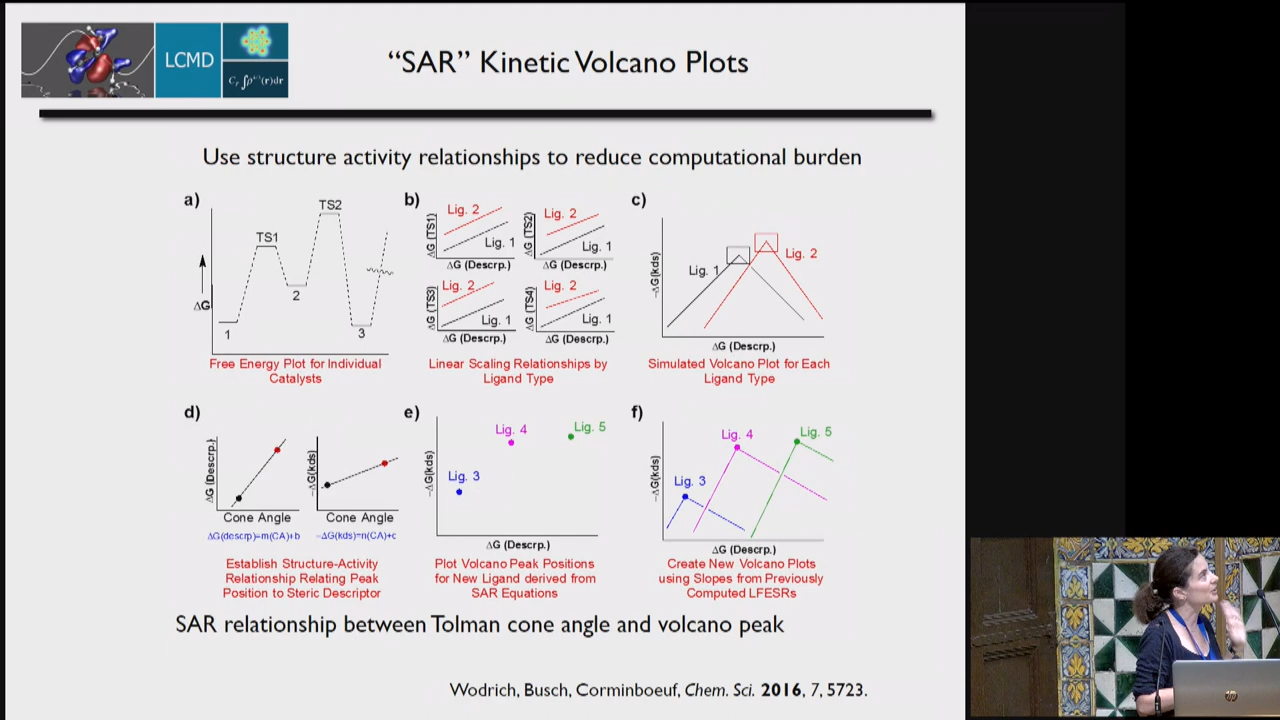 LCMD
"SAR" Kinetic Volcano Plots
Use structure activity relationships to reduce computational burden
a)
TS2
TS1
2
ΔG
1
3
Free Energy Plot for Individual
Catalysts
b)
ΔG (TS1)
Lig. 2
Lig. 1
ΔG (Descrp.)
ΔG (TS2)
Lig. 2
Lig. 1
ΔG (Descrp.)
ΔG (TS3)
Lig. 2
Lig. 1
ΔG (Descrp.)
ΔG (TS4)
Lig. 2
Lig. 1
ΔG (Descrp.)
Linear Scaling Relationships by
Ligand Type
c)
-ΔG(kds)
Lig. 1
Lig. 2
ΔG (Descrp.)
Simulated Volcano Plot for Each
Ligand Type
d)
ΔG (Descrp.)
Cone Angle
ΔG(descrp)=m(CA)+b
-ΔG(kds)
Cone Angle
-ΔG(kds)=n(CA)+c
Establish Structure-Activity
Relationship Relating Peak
Position to Steric Descriptor
e)
-ΔG(kds)
Lig. 4
Lig. 5
Lig. 3
ΔG (Descrp.)
Plot Volcano Peak Positions
for New Ligand derived from
SAR Equations
f)
-ΔG(kds)
Lig. 4
Lig. 5
Lig. 3
ΔG (Descrp.)
Create New Volcano Plots
using Slopes from Previously
Computed LFESRs
SAR relationship between Tolman cone angle and volcano peak
Wodrich, Busch, Corminboeuf, Chem. Sci. 2016, 7, 5723.
hp